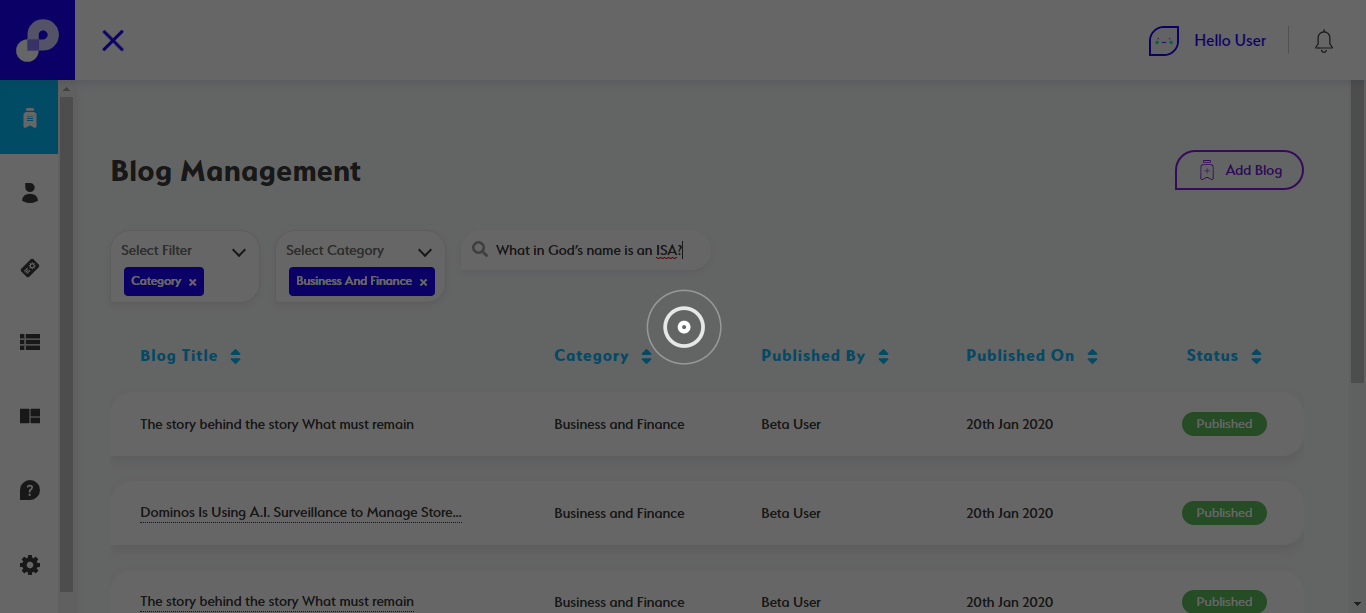 Hello User
Blog Management
Add Blog
Select Filter
Category ×
Select Category
Business And Finance ×
What in God's name is an ISA?
Blog Title Category Published By Published On Status
The story behind the story What must remain Business and Finance Beta User 20th Jan 2020 Published
Dominos Is Using A.I. Surveillance to Manage Store... Business and Finance Beta User 20th Jan 2020 Published
The story behind the story What must remain Business and Finance Beta User 20th Jan 2020 Published